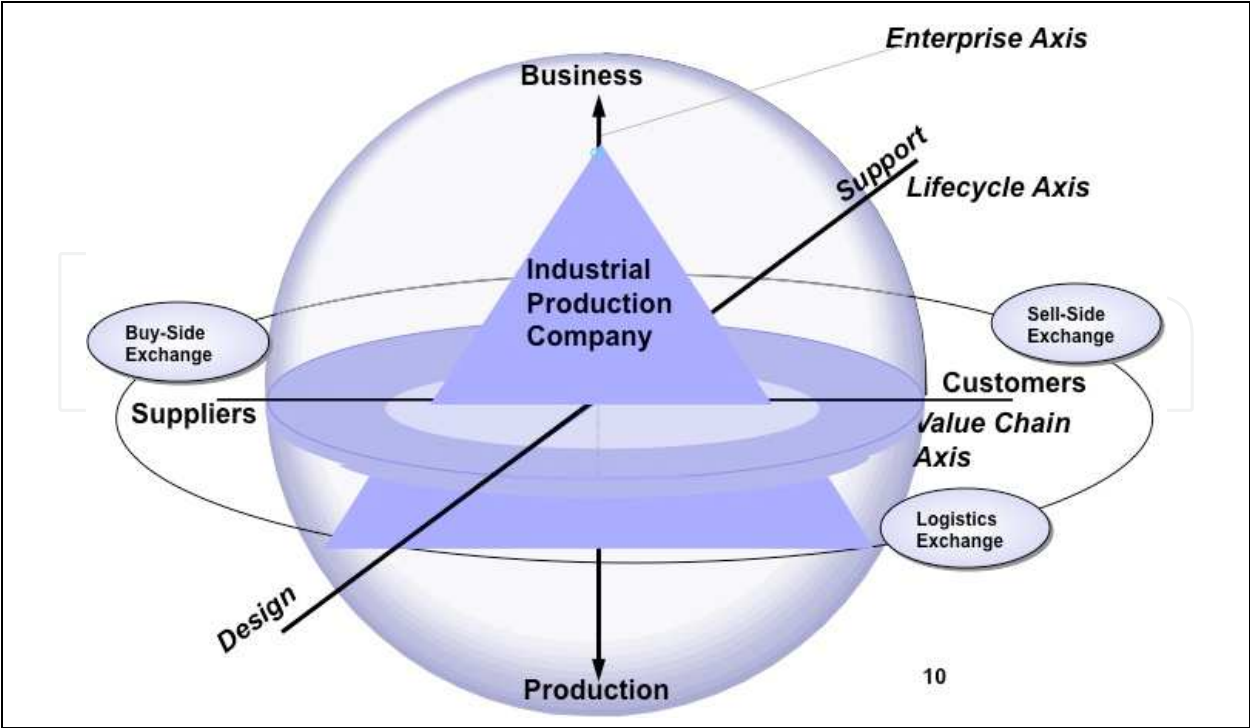 Enterprise Axis
Business
Support
Lifecycle Axis
Industrial
Production
Company
Buy-Side
Exchange
Sell-Side
Exchange
Customers
Suppliers
Value Chain
Axis
Logistics
Exchange
Design
Production
10